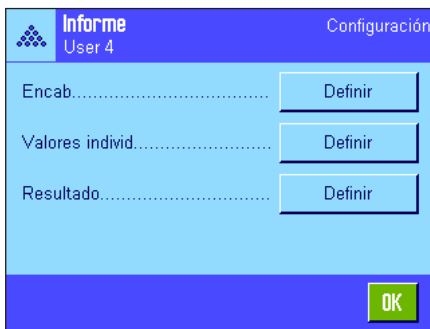 Informe
Configuración
User 4
Encab.................................. Definir
Valores individ........................ Definir
Resultado.............................. Definir
OK